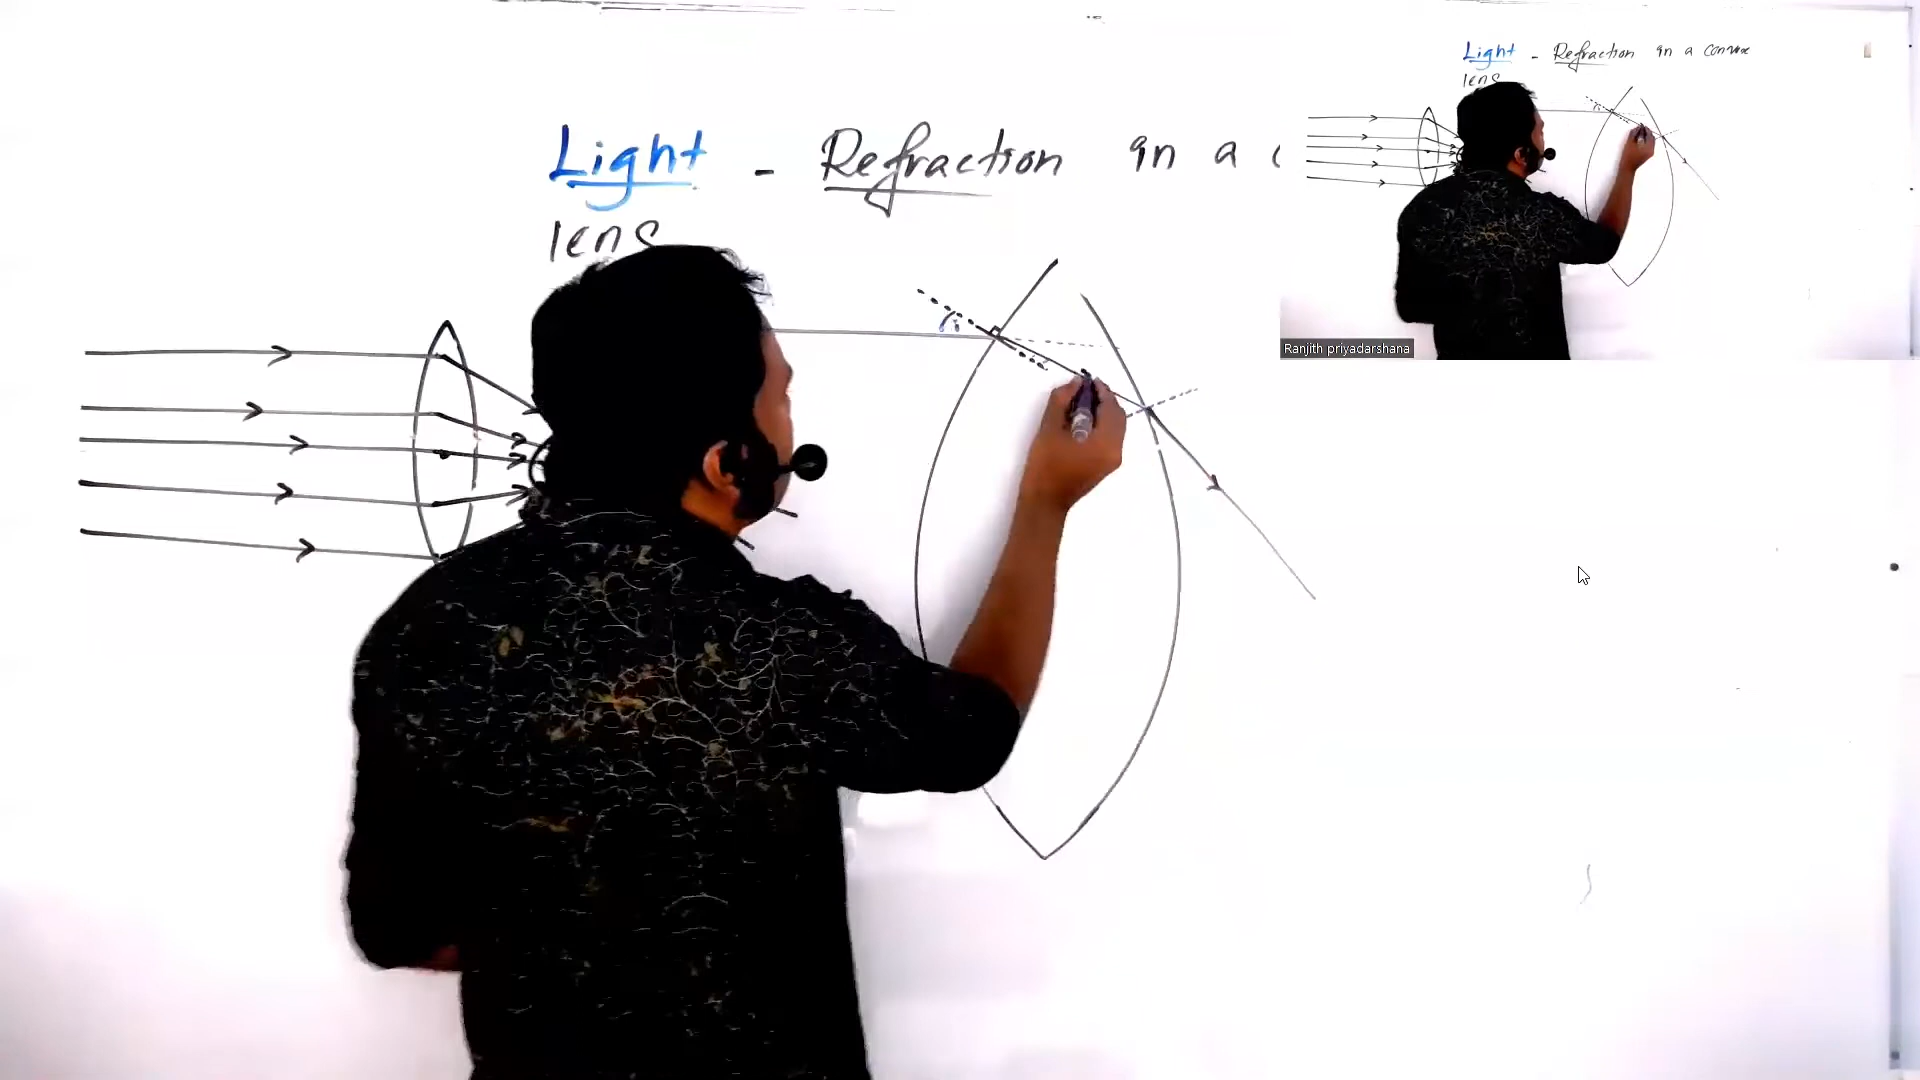 Light - Refraction in a
lens
i
Light - Refraction in a convex
lens
Ranjith priyadarshana